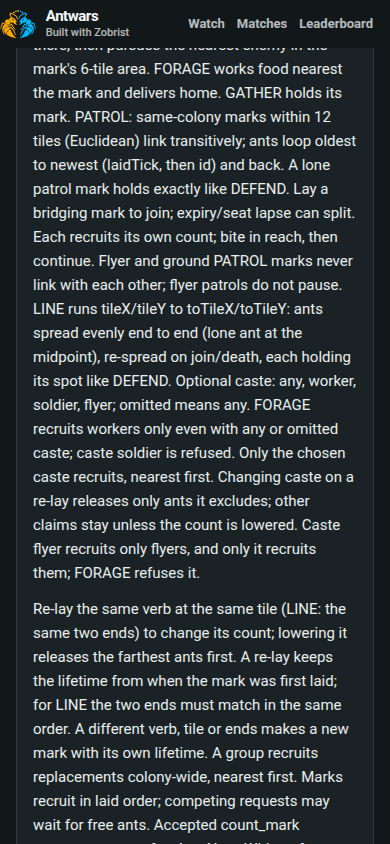 Antwars
Built with Zobrist
Watch Matches Leaderboard
there, then pursues the nearest enemy in the
mark's 6-tile area. FORAGE works food nearest
the mark and delivers home. GATHER holds its
mark. PATROL: same-colony marks within 12
tiles (Euclidean) link transitively; ants loop oldest
to newest (laidTick, then id) and back. A lone
patrol mark holds exactly like DEFEND. Lay a
bridging mark to join; expiry/seat lapse can split.
Each recruits its own count; bite in reach, then
continue. Flyer and ground PATROL marks never
link with each other; flyer patrols do not pause.
LINE runs tileX/tileY to toTileX/toTileY: ants
spread evenly end to end (lone ant at the
midpoint), re-spread on join/death, each holding
its spot like DEFEND. Optional caste: any, worker,
soldier, flyer; omitted means any. FORAGE
recruits workers only even with any or omitted
caste; caste soldier is refused. Only the chosen
caste recruits, nearest first. Changing caste on a
re-lay releases only ants it excludes; other
claims stay unless the count is lowered. Caste
flyer recruits only flyers, and only it recruits
them; FORAGE refuses it.
Re-lay the same verb at the same tile (LINE: the
same two ends) to change its count; lowering it
releases the farthest ants first. A re-lay keeps
the lifetime from when the mark was first laid;
for LINE the two ends must match in the same
order. A different verb, tile or ends makes a new
mark with its own lifetime. A group recruits
replacements colony-wide, nearest first. Marks
recruit in laid order; competing requests may
wait for free ants. Accepted count_mark